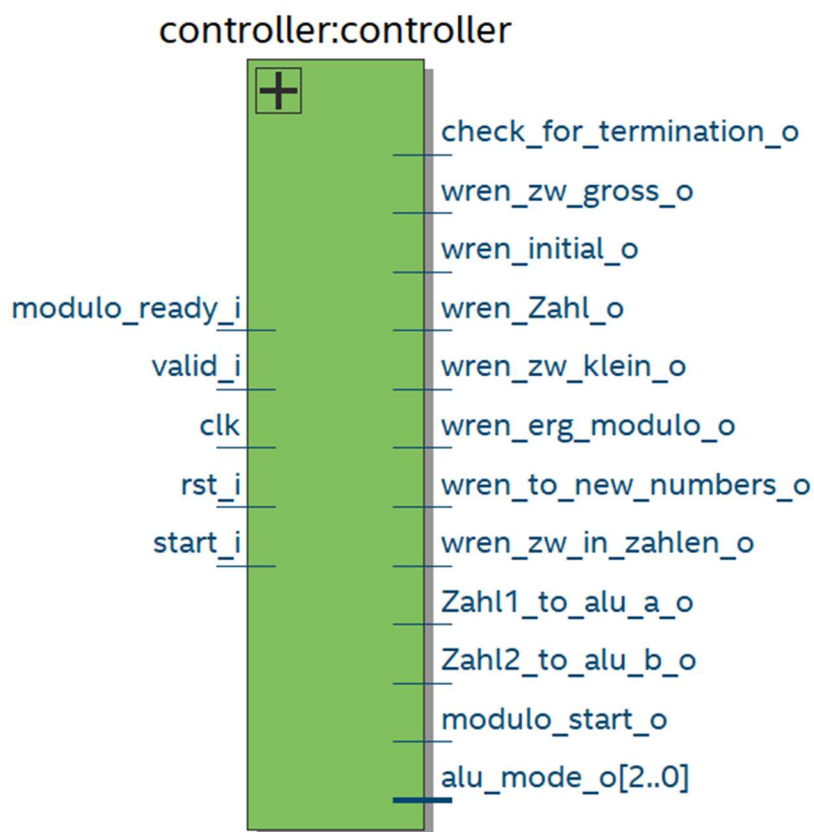 controller:controller
check_for_termination_o
wren_zw_gross_o
wren_initial_o
modulo_ready_i
wren_Zahl_o
valid_i
wren_zw_klein_o
clk
wren_erg_modulo_o
rst_i
wren_to_new_numbers_o
start_i
wren_zw_in_zahlen_o
Zahl1_to_alu_a_o
Zahl2_to_alu_b_o
modulo_start_o
alu_mode_o[2..0]